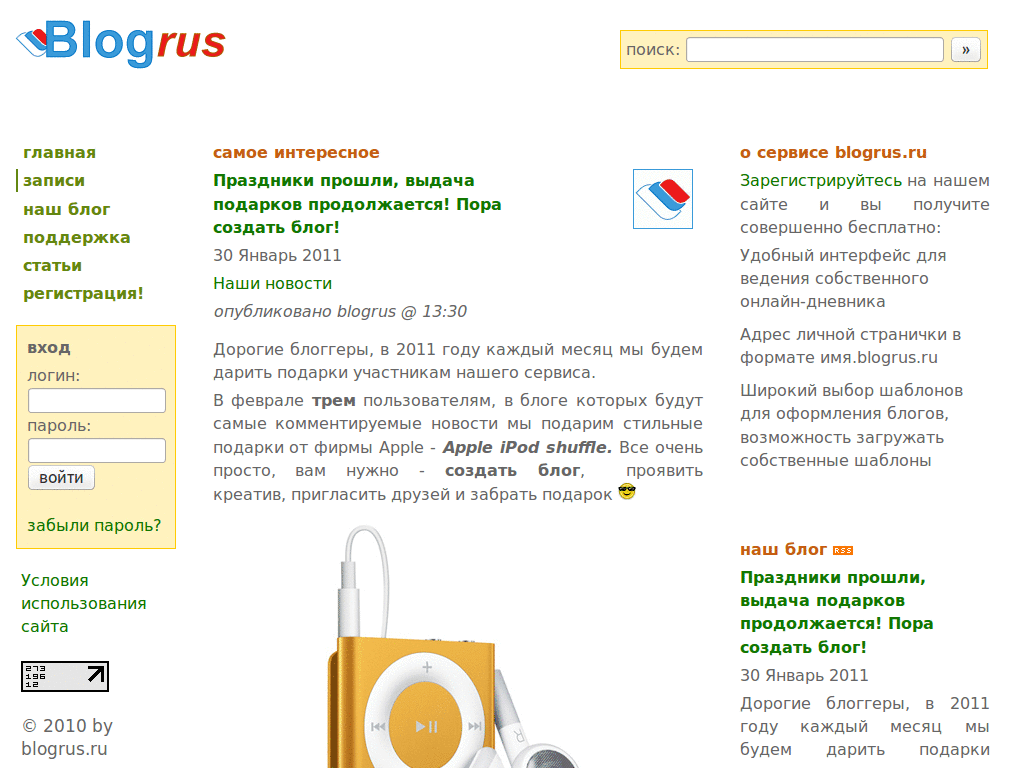 Blogrus
поиск:
»
главная
записи
наш блог
поддержка
статьи
регистрация!
вход
логин:
пароль:
войти
забыли пароль?
Условия
использования
сайта
273
196
12
© 2010 by
blogrus.ru
самое интересное
Праздники прошли, выдача
подарков продолжается! Пора
создать блог!
30 Январь 2011
Наши новости
опубликовано blogrus @ 13:30
Дорогие блоггеры, в 2011 году каждый месяц мы будем
дарить подарки участникам нашего сервиса.
В феврале трем пользователям, в блоге которых будут
самые комментируемые новости мы подарим стильные
подарки от фирмы Apple - Apple iPod shuffle. Все очень
просто, вам нужно - создать блог, проявить
креатив, пригласить друзей и забрать подарок
R
о сервисе blogrus.ru
Зарегистрируйтесь на нашем
сайте и вы получите
совершенно бесплатно:
Удобный интерфейс для
ведения собственного
онлайн-дневника
Адрес личной странички в
формате имя.blogrus.ru
Широкий выбор шаблонов
для оформления блогов,
возможность загружать
собственные шаблоны
наш блог RSS
Праздники прошли,
выдача подарков
продолжается! Пора
создать блог!
30 Январь 2011
Дорогие блоггеры, в 2011
году каждый месяц мы
будем дарить подарки